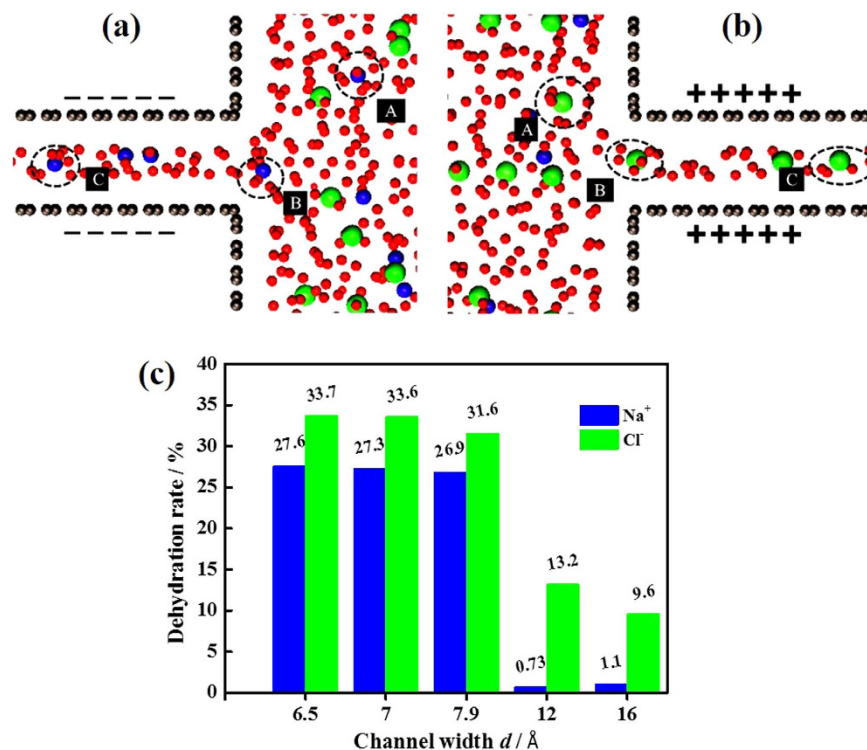 (a)
(b)
− − − − −
+++++
A
A
C
B
B
C
− − − − −
+++++
(c)
Dehydration rate / %
40
35
30
25
20
15
10
5
0
27.6
33.7
27.3
33.6
26.9
31.6
0.73
13.2
1.1
9.6
Na⁺
Cl⁻
6.5 7 7.9 12 16
Channel width d / Å